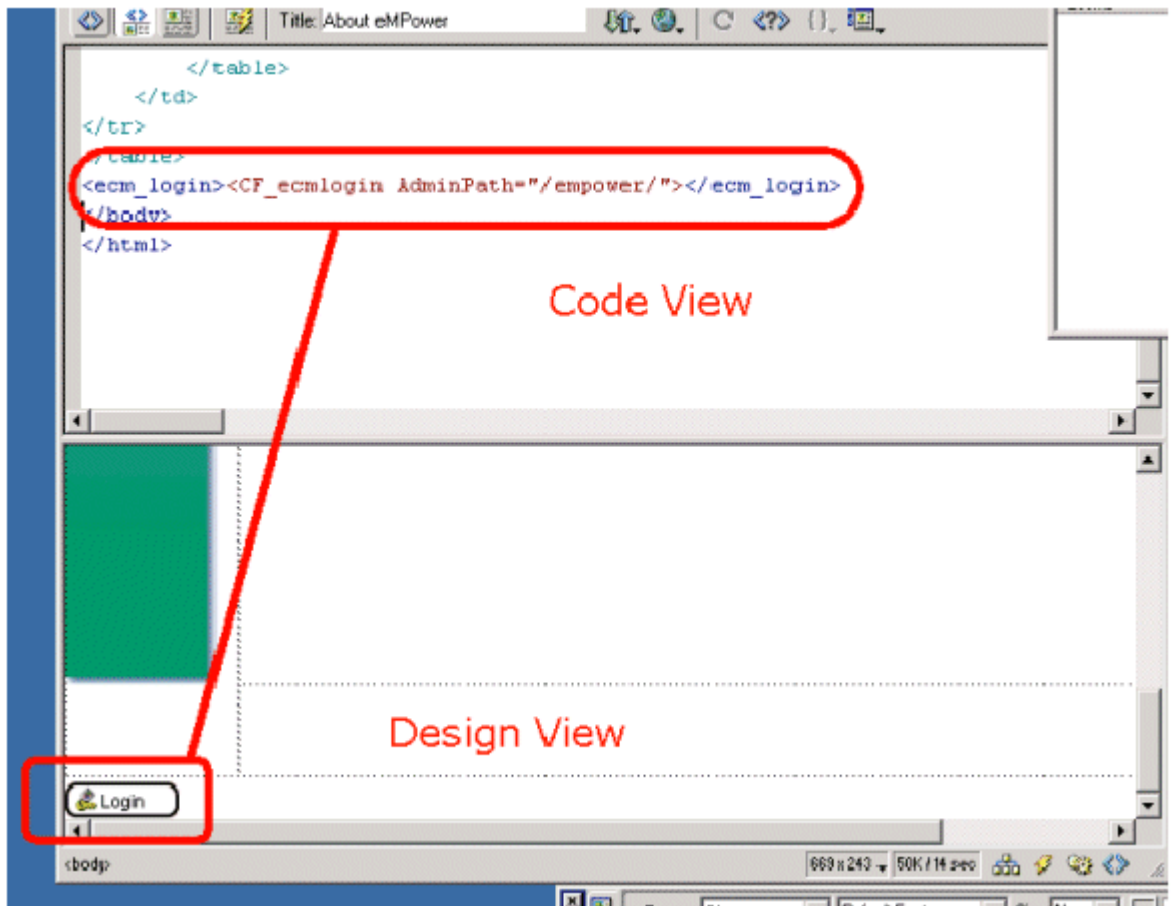 Title: About eMPower
</table>
</td>
</tr>
</table>
<ecm_login><CF_ecmlogin AdminPath="/empower/"></ecm_login>
</body>
</html>
Code View
Design View
Login
<body>
669 x 243
50K / 14 sec